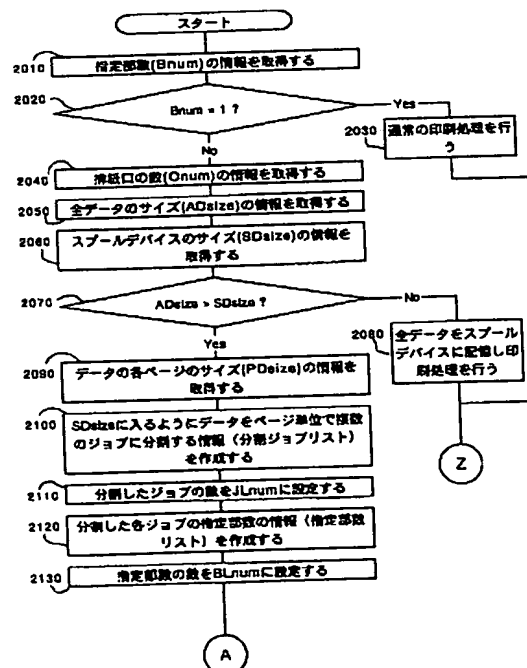 スタート
2010
指定部数(Bnum)の情報を取得する
2020
Bnum = 1 ?
Yes
2030
通常の印刷処理を行
う
No
2040
排紙口の数(Onum)の情報を取得する
2050
全データのサイズ(ADsize)の情報を取得する
2060
スプールデバイスのサイズ(SDsize)の情報を
取得する
2070
ADsize > SDsize ?
No
2080
全データをスプール
デバイスに記憶し印
刷処理を行う
Yes
2090
データの各ページのサイズ(PDsize)の情報を
取得する
2100
SDsizeに入るようにデータをページ単位で複数
のジョブに分割する情報（分割ジョブリスト）
を作成する
Z
2110
分割したジョブの数をJLnumに設定する
2120
分割した各ジョブの指定部数の情報（指定部数
リスト）を作成する
2130
指定部数の数をBLnumに設定する
A